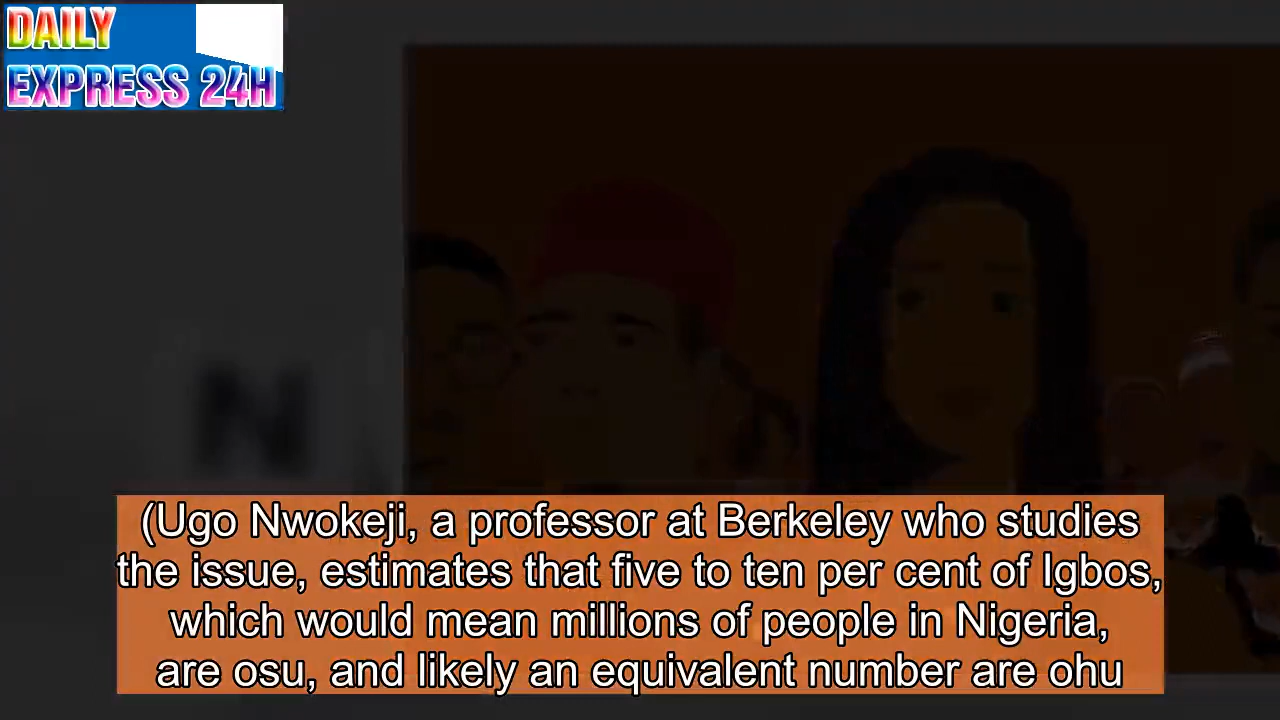 DAILY
EXPRESS 24H
N
(Ugo Nwokeji, a professor at Berkeley who studies
the issue, estimates that five to ten per cent of Igbos,
which would mean millions of people in Nigeria,
are osu, and likely an equivalent number are ohu